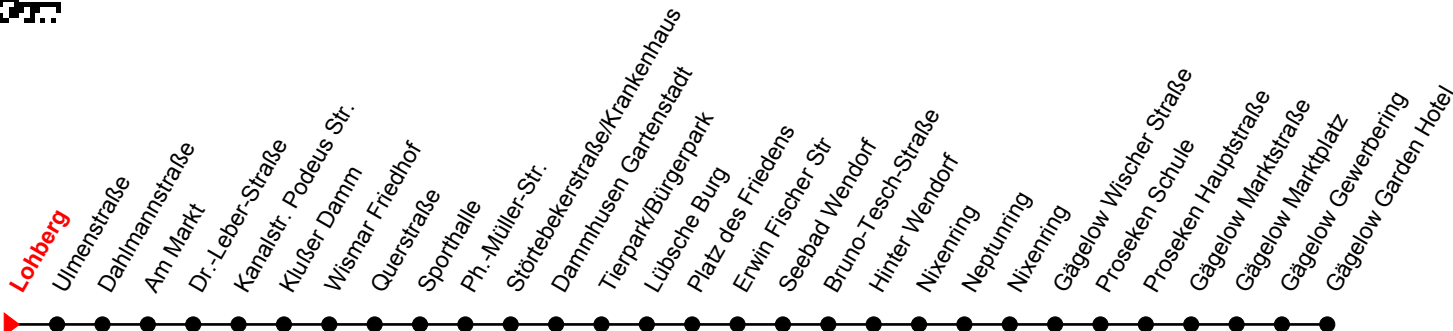 Lohberg
Ulmenstraße
Dahlmannstraße
Am Markt
Dr.-Leber-Straße
Kanalstr. Podeus Str.
Klußer Damm
Wismar Friedhof
Querstraße
Sporthalle
Ph.-Müller-Str.
Störtebekerstraße/Krankenhaus
Dammhusen Gartenstadt
Tierpark/Bürgerpark
Lübsche Burg
Platz des Friedens
Erwin Fischer Str
Seebad Wendorf
Bruno-Tesch-Straße
Hinter Wendorf
Nixenring
Neptunring
Nixenring
Gägelow Wischer Straße
Proseken Schule
Proseken Hauptstraße
Gägelow Marktstraße
Gägelow Marktplatz
Gägelow Gewerbering
Gägelow Garden Hotel